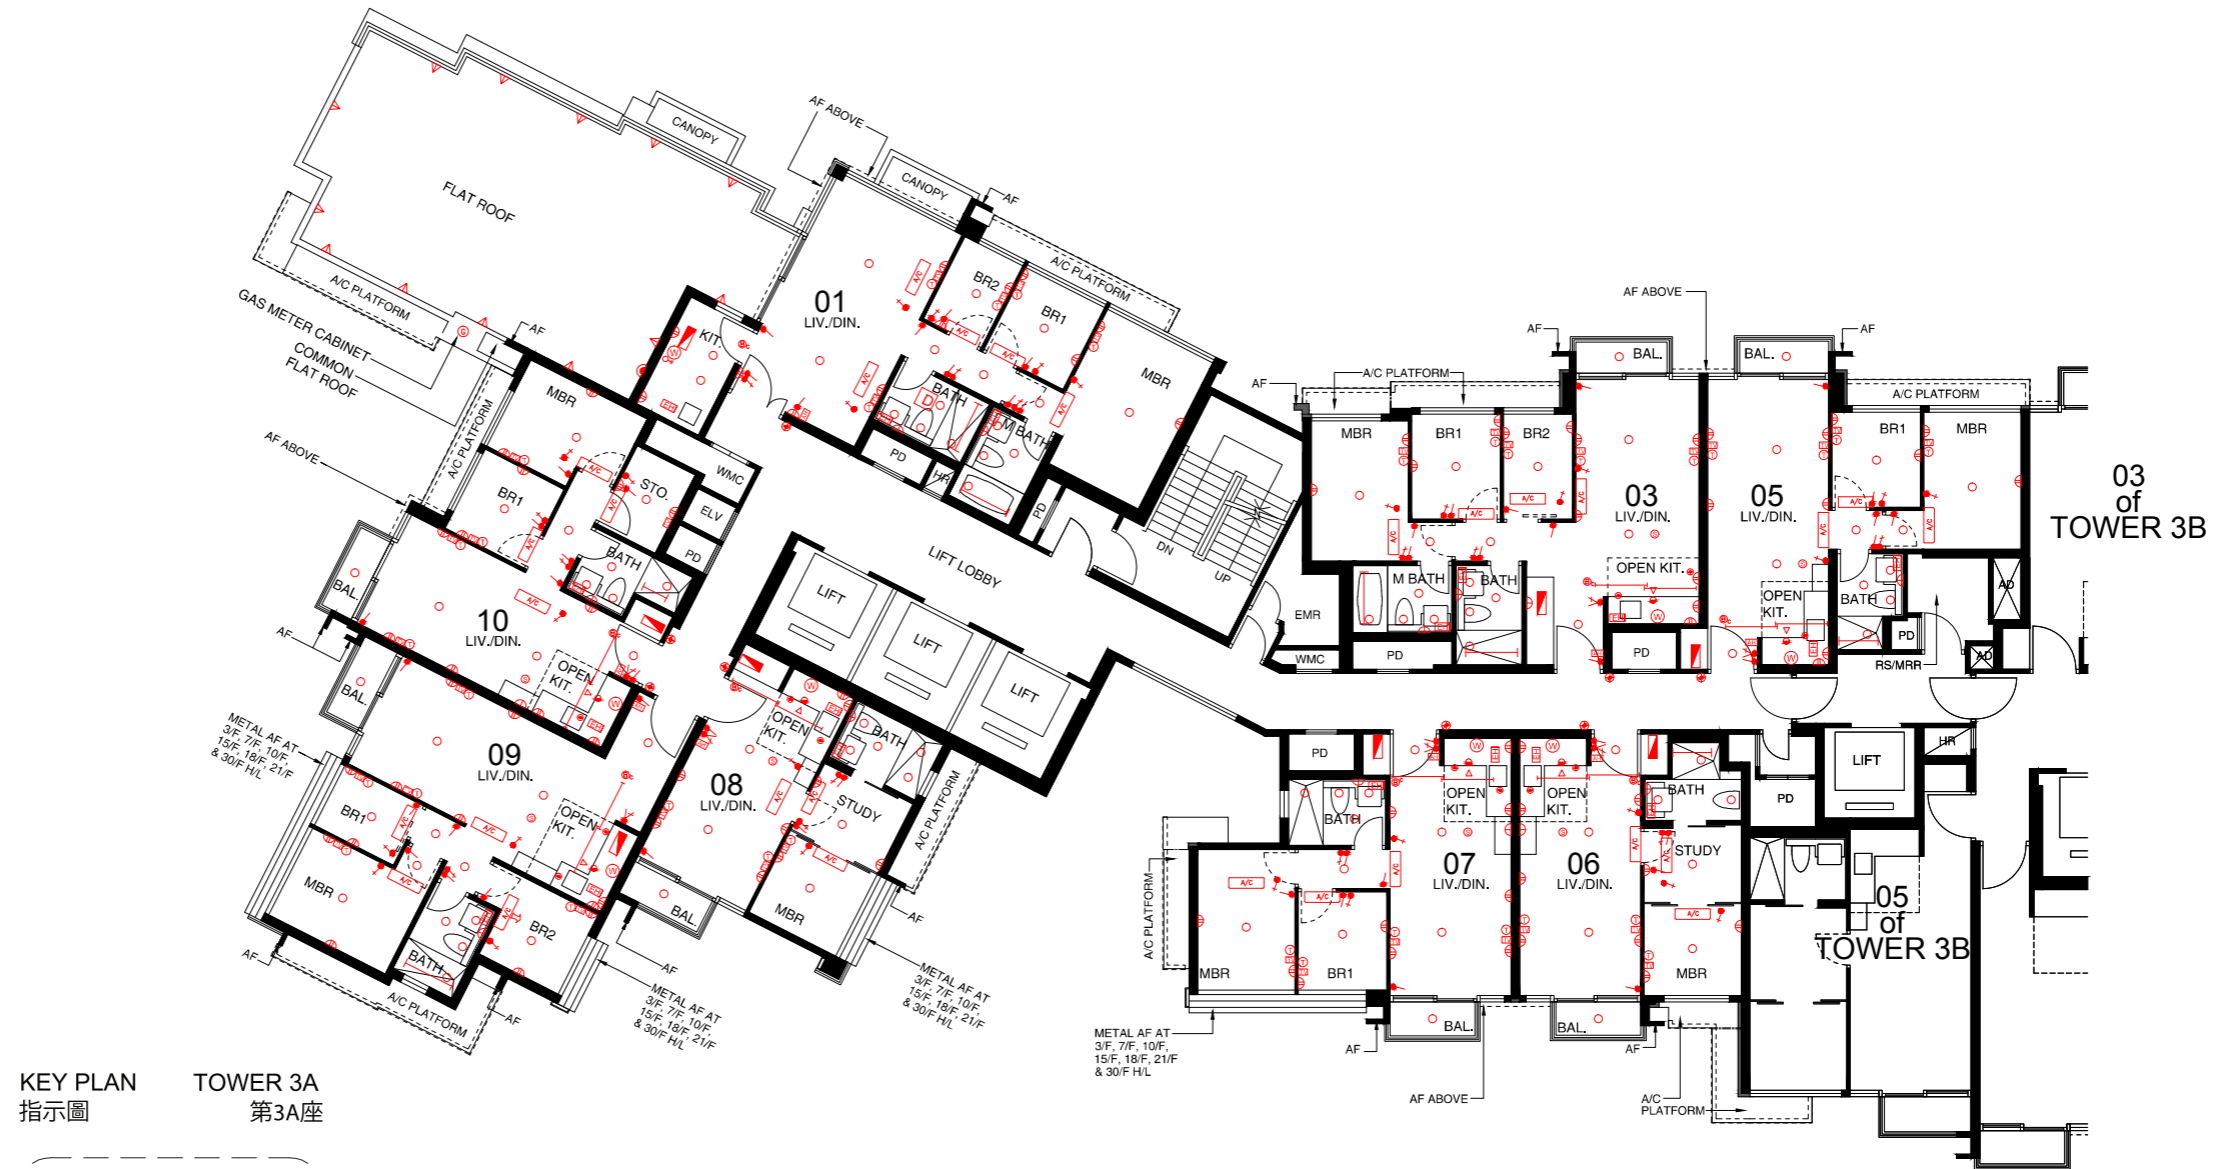 CANOPY
FLAT ROOF
A/C PLATFORM
GAS METER CABINET
COMMON
FLAT ROOF
AF
AF ABOVE
CANOPY
AF
A/C PLATFORM
01
LIV./DIN.
BR2
BR1
MBR
KIT.
BATH
M BATH
PD
HR
PD
WMC
ELV
PD
STO.
MBR
BR1
BATH
A/C PLATFORM
AF ABOVE
BAL.
AF
10
LIV./DIN.
OPEN
KIT.
LIFT LOBBY
LIFT
LIFT
LIFT
DN
UP
EMR
WMC
BAL.
METAL AF AT
3/F, 7/F, 10/F,
15/F, 18/F, 21/F
& 30/F H/L
09
LIV./DIN.
OPEN
KIT.
BR1
MBR
BATH
BR2
AF
A/C PLATFORM
AF
AF
METAL AF AT
3/F, 7/F, 10/F,
15/F, 18/F, 21/F
& 30/F H/L
08
LIV./DIN.
OPEN
KIT.
BATH
STUDY
MBR
BAL.
A/C PLATFORM
AF
METAL AF AT
3/F, 7/F, 10/F,
15/F, 18/F, 21/F
& 30/F H/L
AF ABOVE
AF
BAL.
BAL.
AF
A/C PLATFORM
AF
A/C PLATFORM
MBR
BR1
BR2
03
LIV./DIN.
OPEN KIT.
M BATH
BATH
PD
PD
05
LIV./DIN.
OPEN
KIT.
BR1
MBR
BATH
PD
AD
AD
RS/MRR
03
of
TOWER 3B
PD
BATH
A/C PLATFORM
MBR
BR1
07
LIV./DIN.
OPEN
KIT.
BAL.
METAL AF AT
3/F, 7/F, 10/F,
15/F, 18/F, 21/F
& 30/F H/L
AF
AF ABOVE
06
LIV./DIN.
OPEN
KIT.
BATH
STUDY
MBR
BAL.
AF
A/C
PLATFORM
PD
LIFT
HR
05
of
TOWER 3B
KEY PLAN
指示圖
TOWER 3A
第3A座